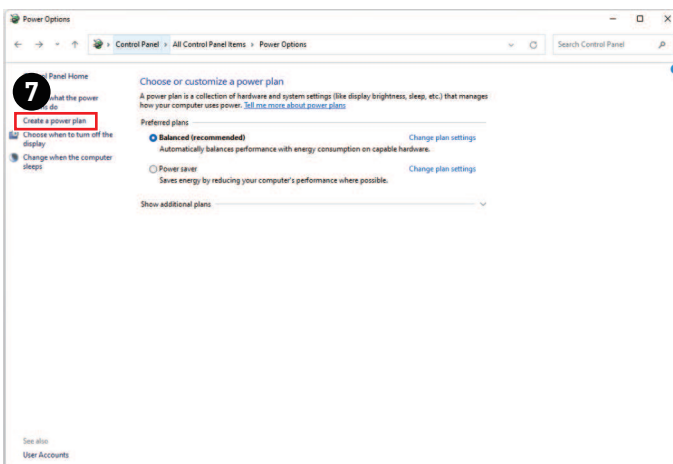 Power Options
Control Panel > All Control Panel Items > Power Options
Search Control Panel
Panel Home
7
what the power
do
Create a power plan
Choose when to turn off the
display
Change when the computer
sleeps
Choose or customize a power plan
A power plan is a collection of hardware and system settings (like display brightness, sleep, etc.) that manages
how your computer uses power. Tell me more about power plans
Preferred plans
Balanced (recommended)
Change plan settings
Automatically balances performance with energy consumption on capable hardware.
Power saver
Change plan settings
Saves energy by reducing your computer's performance where possible.
Show additional plans
See also
User Accounts